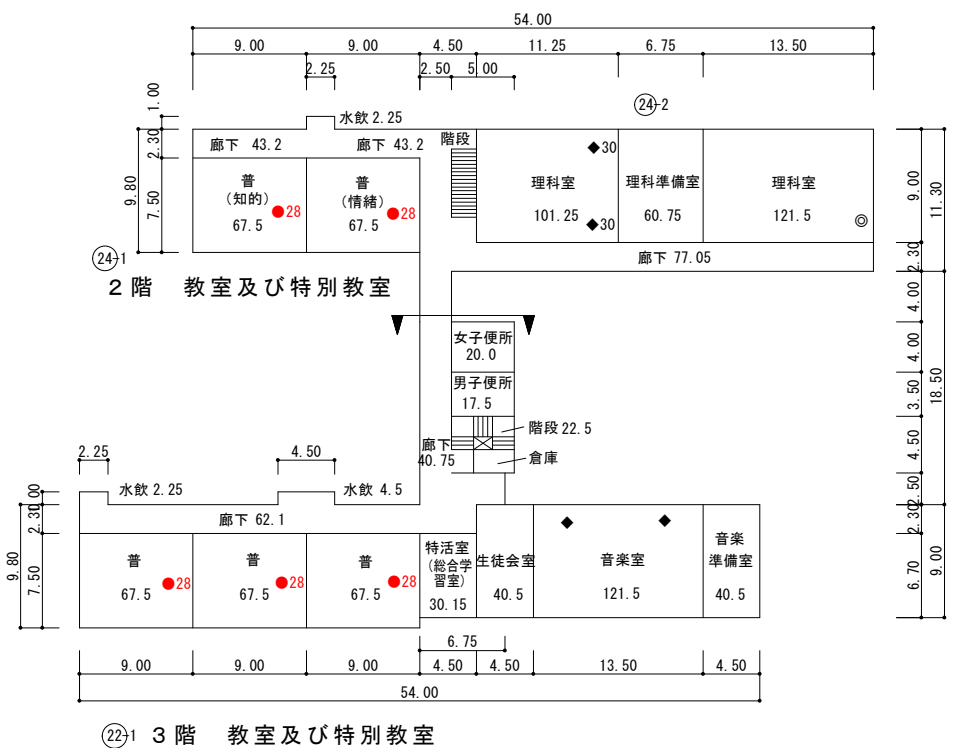 54.00
9.00 9.00 4.50 11.25 6.75 13.50
2.25 2.50 5.00
24-2
1.00
水飲 2.25
廊下 43.2 廊下 43.2 階段
2.30
9.80
7.50
普
(知的)
67.5
28
普
(情緒)
67.5
28
理科室
101.25
30
30
理科準備室
60.75
理科室
121.5
◎
9.00
11.30
2.30
廊下 77.05
24-1
2階 教室及び特別教室
4.00
女子便所
20.0
4.00
男子便所
17.5
3.50
18.50
階段 22.5
倉庫
廊下
40.75
4.50
2.50
2.25 4.50
水飲 2.25 水飲 4.5
廊下 62.1
2.30
9.80
7.50
普
67.5
28
普
67.5
28
普
67.5
28
特活室
(総合学
習室)
30.15
生徒会室
40.5
音楽室
121.5
音楽
準備室
40.5
2.30
6.70
9.00
6.75
9.00 9.00 9.00 4.50 4.50 13.50 4.50
54.00
22-1 3階 教室及び特別教室